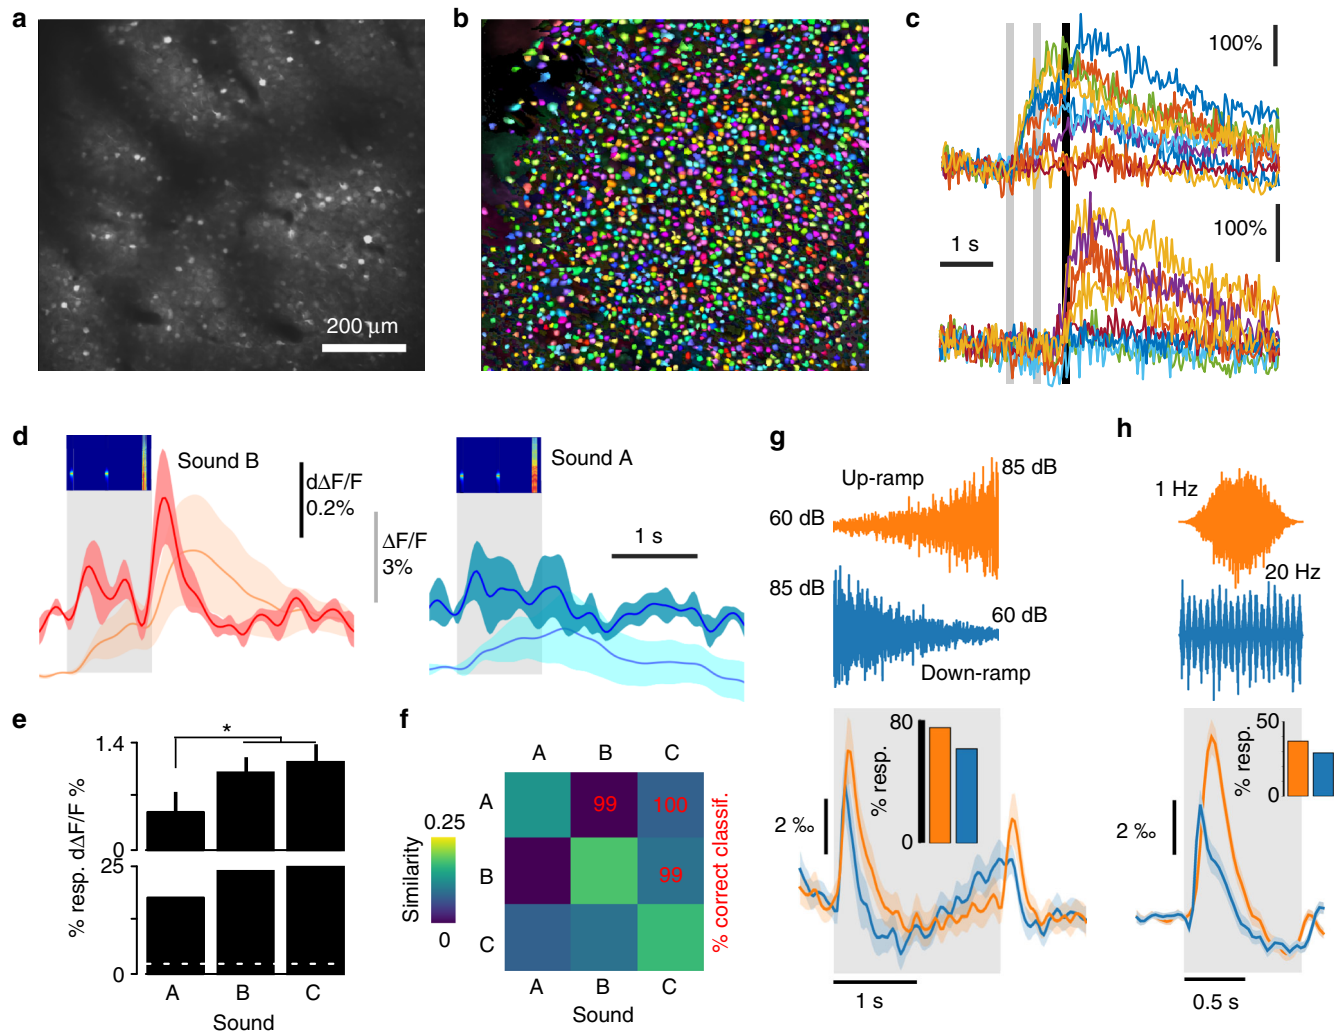 a
200 µm
b
c
100%
100%
1 s
d
Sound B
dΔF/F
0.2%
ΔF/F
3%
Sound A
1 s
e
*
1.4
0
25
0
% resp. dΔF/F %
A B C
Sound
f
A B C
0.25
0
Similarity
A
B
C
99 100
99
% correct classif.
A B C
Sound
g
Up-ramp
85 dB
60 dB
85 dB
60 dB
Down-ramp
80
0
% resp.
2 ‰
1 s
h
1 Hz
20 Hz
50
0
% resp.
2 ‰
0.5 s